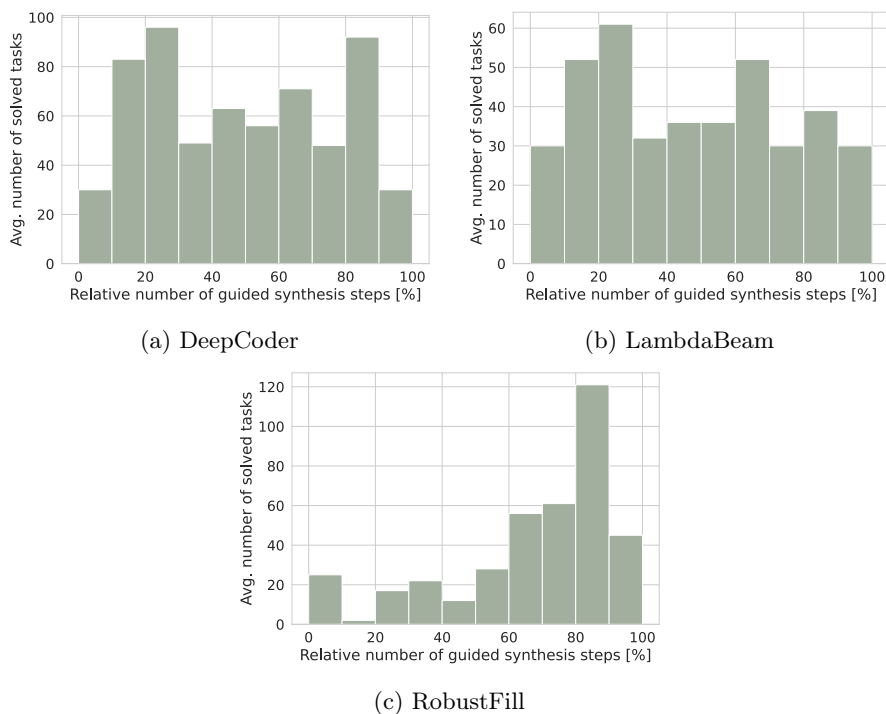 Avg. number of solved tasks
100
80
60
40
20
0
0 20 40 60 80 100
Relative number of guided synthesis steps [%]
(a) DeepCoder
Avg. number of solved tasks
60
50
40
30
20
10
0
0 20 40 60 80 100
Relative number of guided synthesis steps [%]
(b) LambdaBeam
Avg. number of solved tasks
120
100
80
60
40
20
0
0 20 40 60 80 100
Relative number of guided synthesis steps [%]
(c) RobustFill